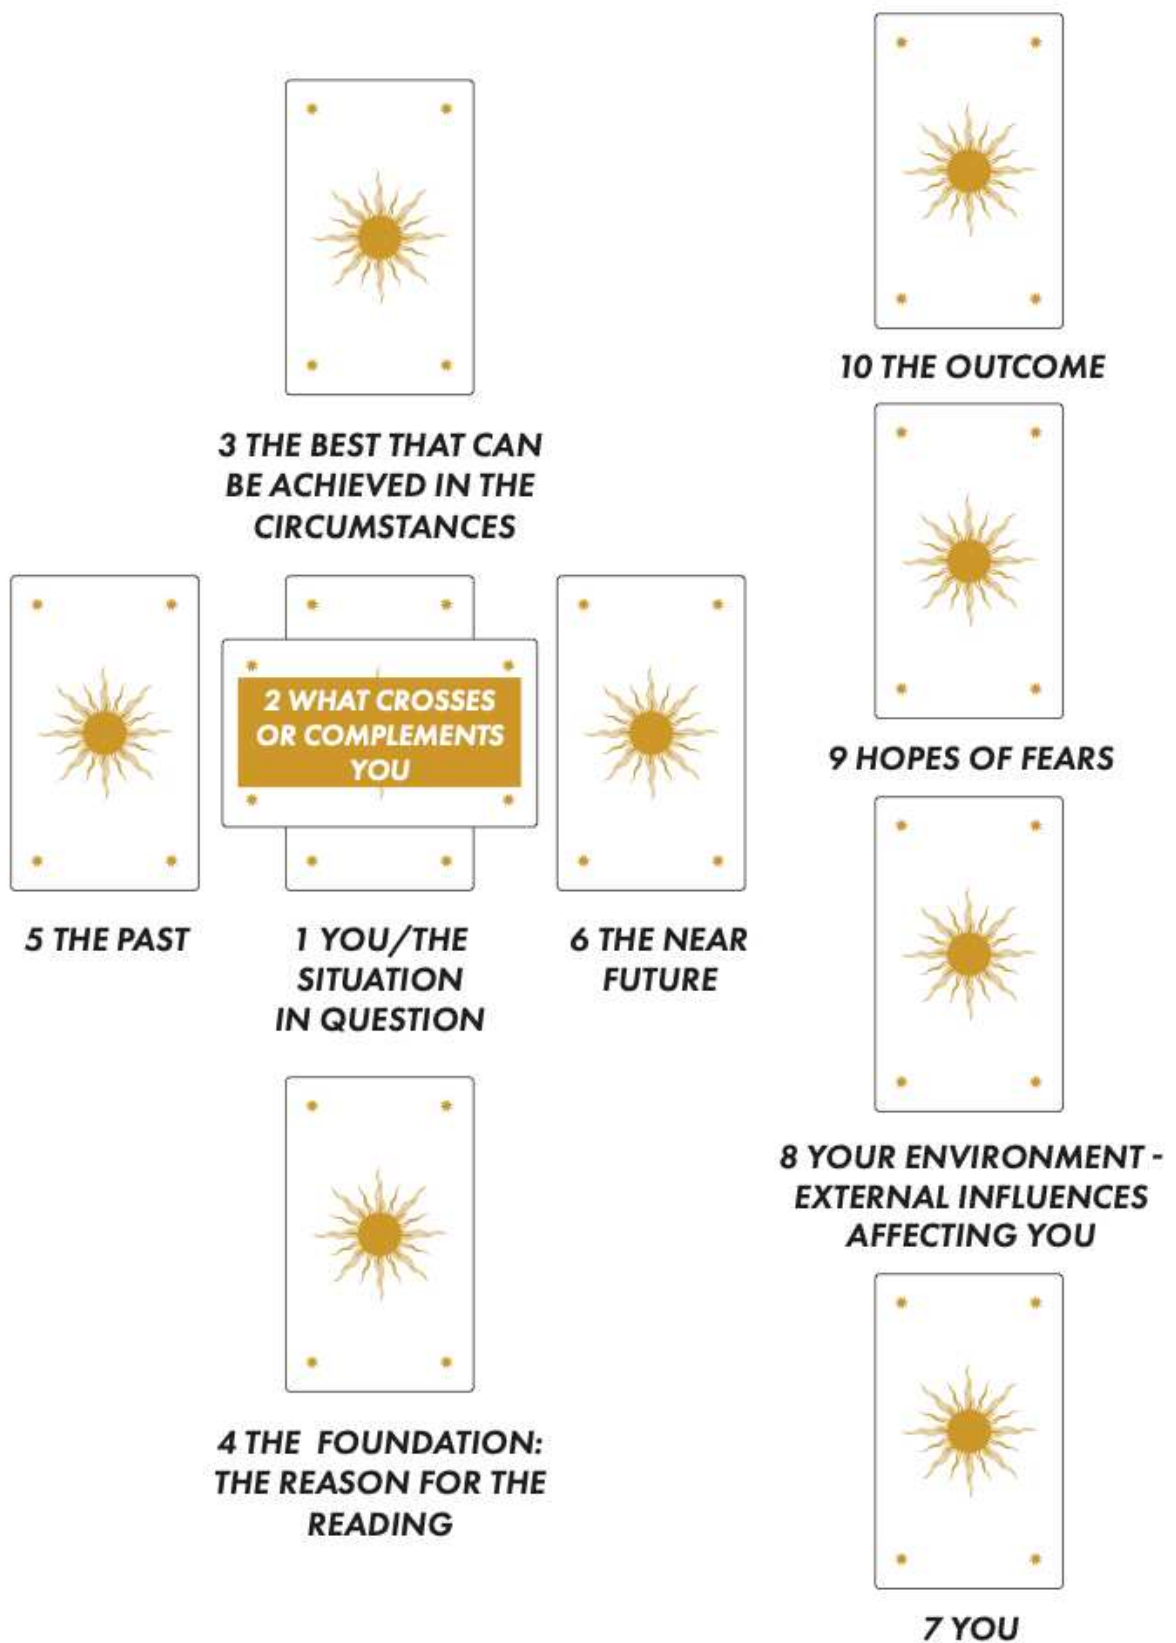 10 THE OUTCOME
3 THE BEST THAT CAN
BE ACHIEVED IN THE
CIRCUMSTANCES
2 WHAT CROSSES
OR COMPLEMENTS
YOU
9 HOPES OF FEARS
5 THE PAST
1 YOU/THE
SITUATION
IN QUESTION
6 THE NEAR
FUTURE
8 YOUR ENVIRONMENT -
EXTERNAL INFLUENCES
AFFECTING YOU
4 THE FOUNDATION:
THE REASON FOR THE
READING
7 YOU